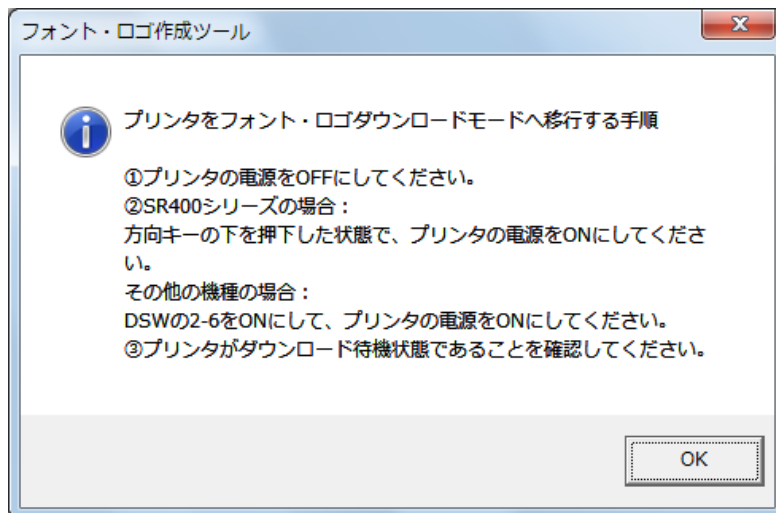 フォント・ロゴ作成ツール
プリンタをフォント・ロゴダウンロードモードへ移行する手順
①プリンタの電源をOFFにしてください。
②SR400シリーズの場合：
方向キーの下を押下した状態で、プリンタの電源をONにしてくださ
い。
その他の機種の場合：
DSWの2-6をONにして、プリンタの電源をONにしてください。
③プリンタがダウンロード待機状態であることを確認してください。
OK